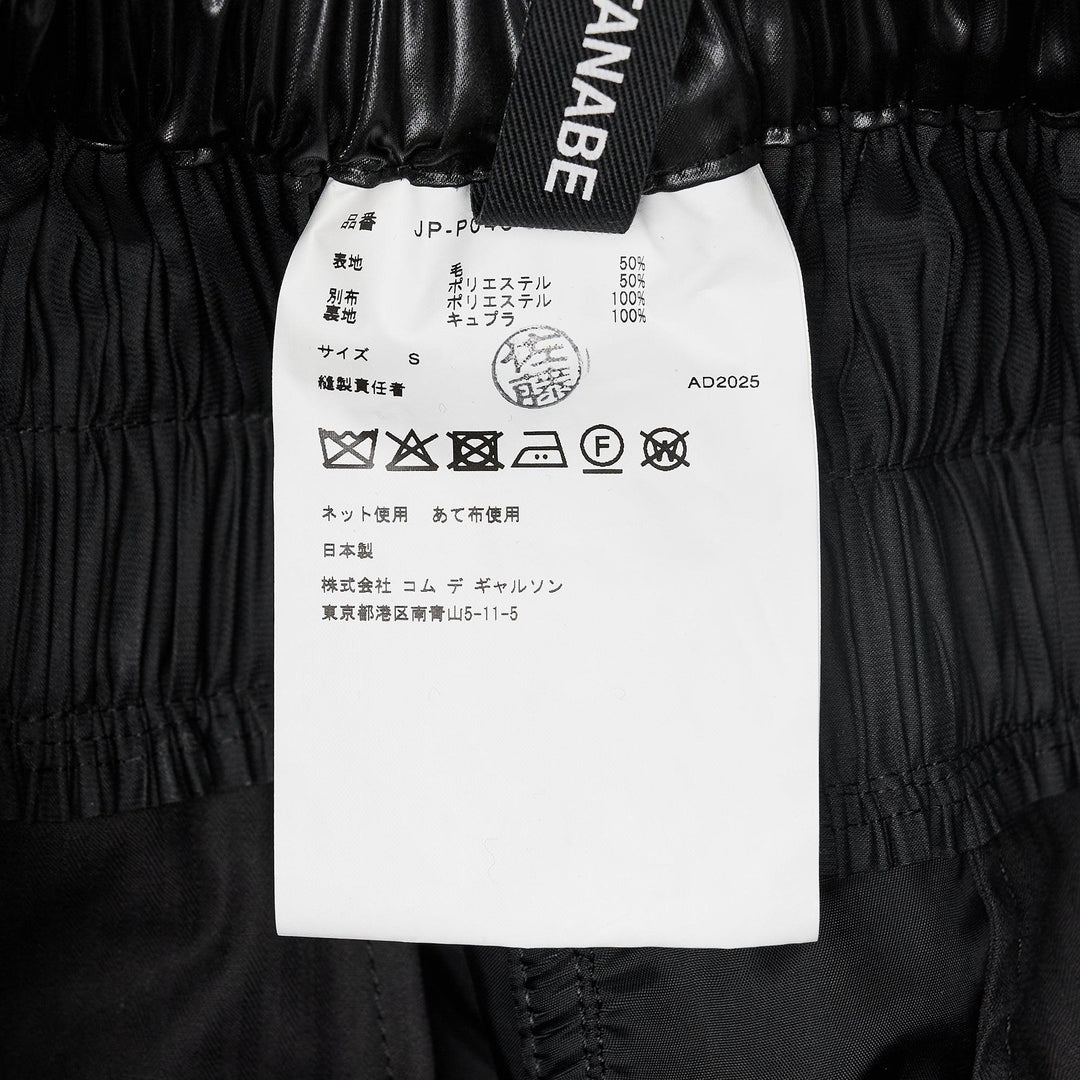 TANABE
品番 JP-P04
表地 毛 50%
ポリエステル 50%
別布 ポリエステル 100%
裏地 キュプラ 100%
サイズ S
縫製責任者 佐藤 AD2025
F W
ネット使用 あて布使用
日本製
株式会社 コム デ ギャルソン
東京都港区南青山5-11-5